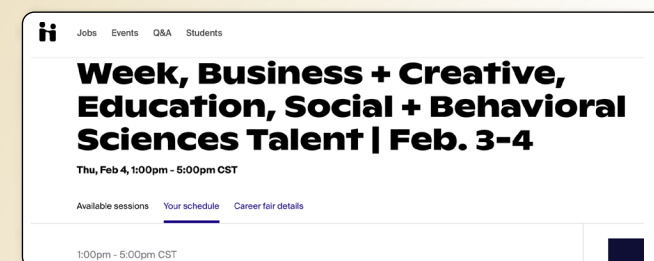 Jobs Events Q&A Students
Week, Business + Creative,
Education, Social + Behavioral
Sciences Talent | Feb. 3-4
Thu, Feb 4, 1:00pm - 5:00pm CST
Available sessions Your schedule Career fair details
1:00pm - 5:00pm CST